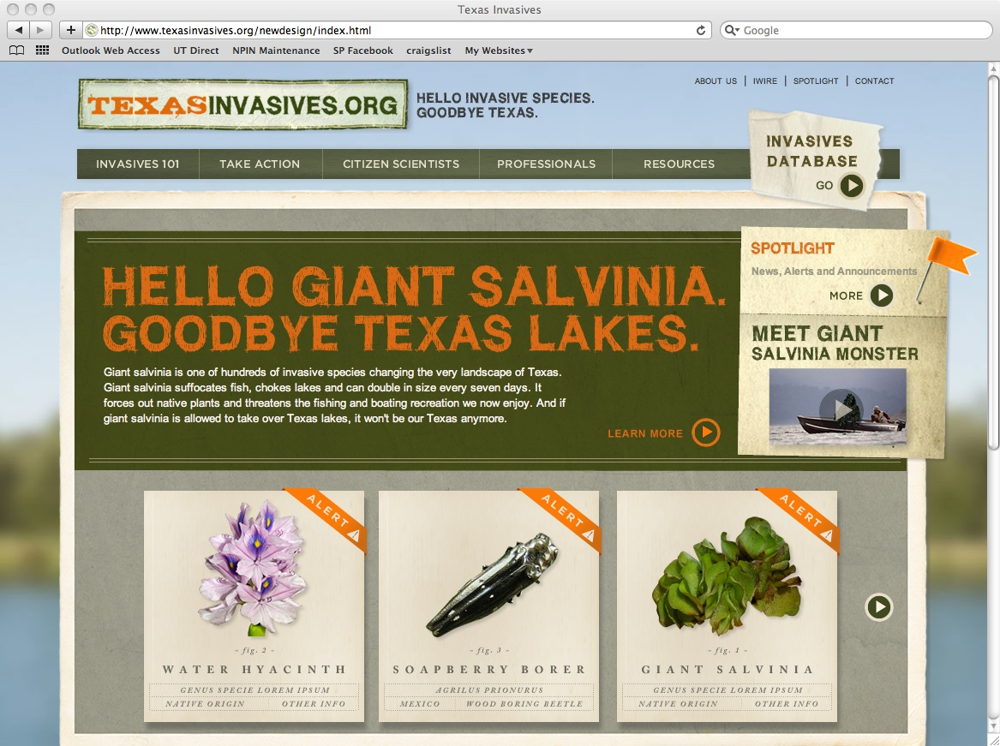 Texas Invasives
http://www.texasinvasives.org/newdesign/index.html
Google
Outlook Web Access UT Direct NPIN Maintenance SP Facebook craigslist My Websites
ABOUT US | IWIRE | SPOTLIGHT | CONTACT
TEXASINVASIVES.ORG
HELLO INVASIVE SPECIES.
GOODBYE TEXAS.
INVASIVES 101 TAKE ACTION CITIZEN SCIENTISTS PROFESSIONALS RESOURCES
INVASIVES
DATABASE
GO
HELLO GIANT SALVINIA.
GOODBYE TEXAS LAKES.
Giant salvinia is one of hundreds of invasive species changing the very landscape of Texas.
Giant salvinia suffocates fish, chokes lakes and can double in size every seven days. It
forces out native plants and threatens the fishing and boating recreation we now enjoy. And if
giant salvinia is allowed to take over Texas lakes, it won't be our Texas anymore.
LEARN MORE
SPOTLIGHT
News, Alerts and Announcements
MORE
MEET GIANT
SALVINIA MONSTER
ALERT
- fig. 2 -
WATER HYACINTH
GENUS SPECIE LOREM IPSUM
NATIVE ORIGIN OTHER INFO
ALERT
- fig. 3 -
SOAPBERRY BORER
AGRILUS PRIONURUS
MEXICO WOOD BORING BEETLE
ALERT
- fig. 1 -
GIANT SALVINIA
GENUS SPECIE LOREM IPSUM
NATIVE ORIGIN OTHER INFO